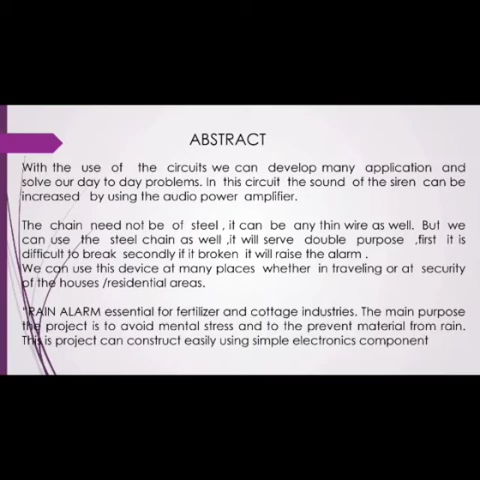 ABSTRACT
With the use of the circuits we can develop many application and
solve our day to day problems. In this circuit the sound of the siren can be
increased by using the audio power amplifier.
The chain need not be of steel , it can be any thin wire as well. But we
can use the steel chain as well ,it will serve double purpose ,first it is
difficult to break secondly if it broken it will raise the alarm .
We can use this device at many places whether in traveling or at security
of the houses /residential areas.
"RAIN ALARM essential for fertilizer and cottage industries. The main purpose
the project is to avoid mental stress and to the prevent material from rain.
This is project can construct easily using simple electronics component